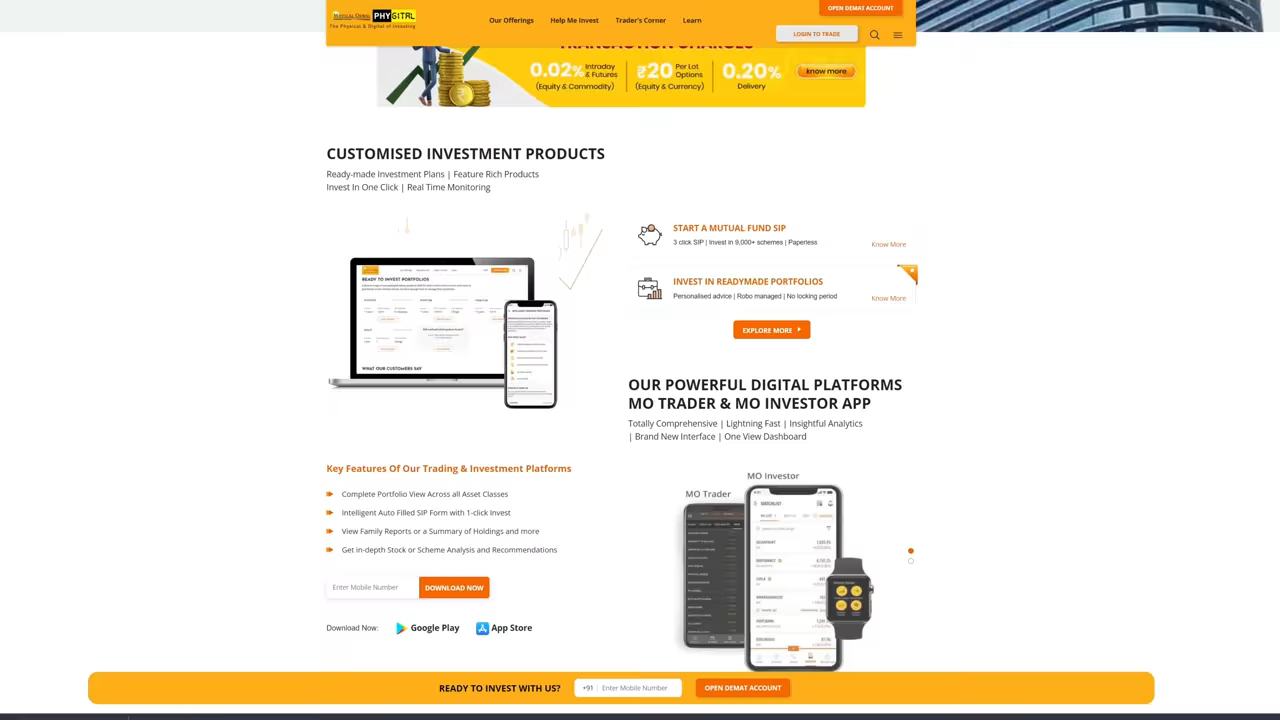 MOTILAL OSWAL PHYGITAL
The Physical & Digital of Investing
Our Offerings
Help Me Invest
Trader's Corner
Learn
OPEN DEMAT ACCOUNT
LOGIN TO TRADE
TRANSACTION CHARGES
0.02% Intraday & Futures
(Equity & Commodity)
₹20 Per Lot Options
(Equity & Currency)
0.20%
Delivery
know more
CUSTOMISED INVESTMENT PRODUCTS
Ready-made Investment Plans | Feature Rich Products
Invest In One Click | Real Time Monitoring
READY TO INVEST PORTFOLIOS
WHAT OUR CUSTOMERS SAY
START A MUTUAL FUND SIP
3 click SIP | Invest in 9,000+ schemes | Paperless
Know More
INVEST IN READYMADE PORTFOLIOS
Personalised advice | Robo managed | No locking period
Know More
EXPLORE MORE
OUR POWERFUL DIGITAL PLATFORMS
MO TRADER & MO INVESTOR APP
Totally Comprehensive | Lightning Fast | Insightful Analytics
| Brand New Interface | One View Dashboard
Key Features Of Our Trading & Investment Platforms
Complete Portfolio View Across all Asset Classes
Intelligent Auto Filled SIP Form with 1-click Invest
View Family Reports or a Summary of Holdings and more
Get in-depth Stock or Scheme Analysis and Recommendations
Enter Mobile Number
DOWNLOAD NOW
Download Now:
Google Play
App Store
MO Investor
MO Trader
WATCHLIST
READY TO INVEST WITH US?
+91 | Enter Mobile Number
OPEN DEMAT ACCOUNT